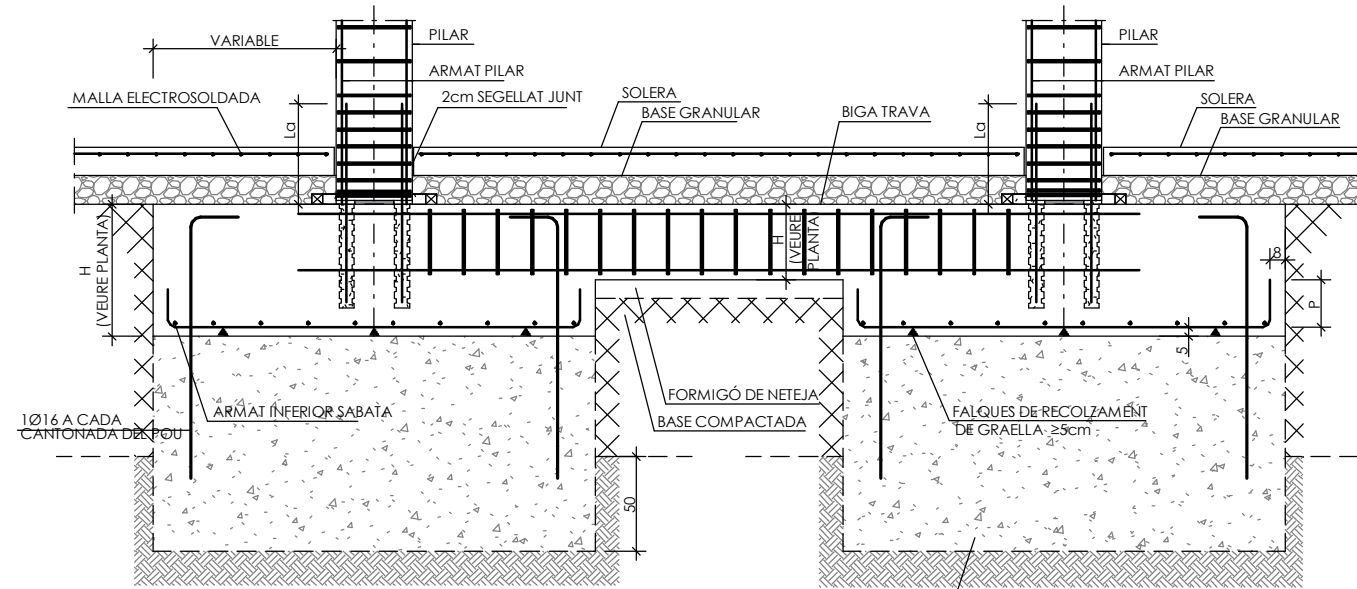 VARIABLE
PILAR
PILAR
ARMAT PILAR
ARMAT PILAR
MALLA ELECTROSOLDADA
2cm SEGELLAT JUNT
SOLERA
SOLERA
BASE GRANULAR
BIGA TRAVA
BASE GRANULAR
La
La
H
(VEURE PLANTA)
H
(VEURE
PLANTA)
8
P
5
FORMIGÓ DE NETEJA
ARMAT INFERIOR SABATA
FALQUES DE RECOLZAMENT
DE GRAELLA ≥5cm
1Ø16 A CADA
CANTONADA DEL POU
BASE COMPACTADA
50